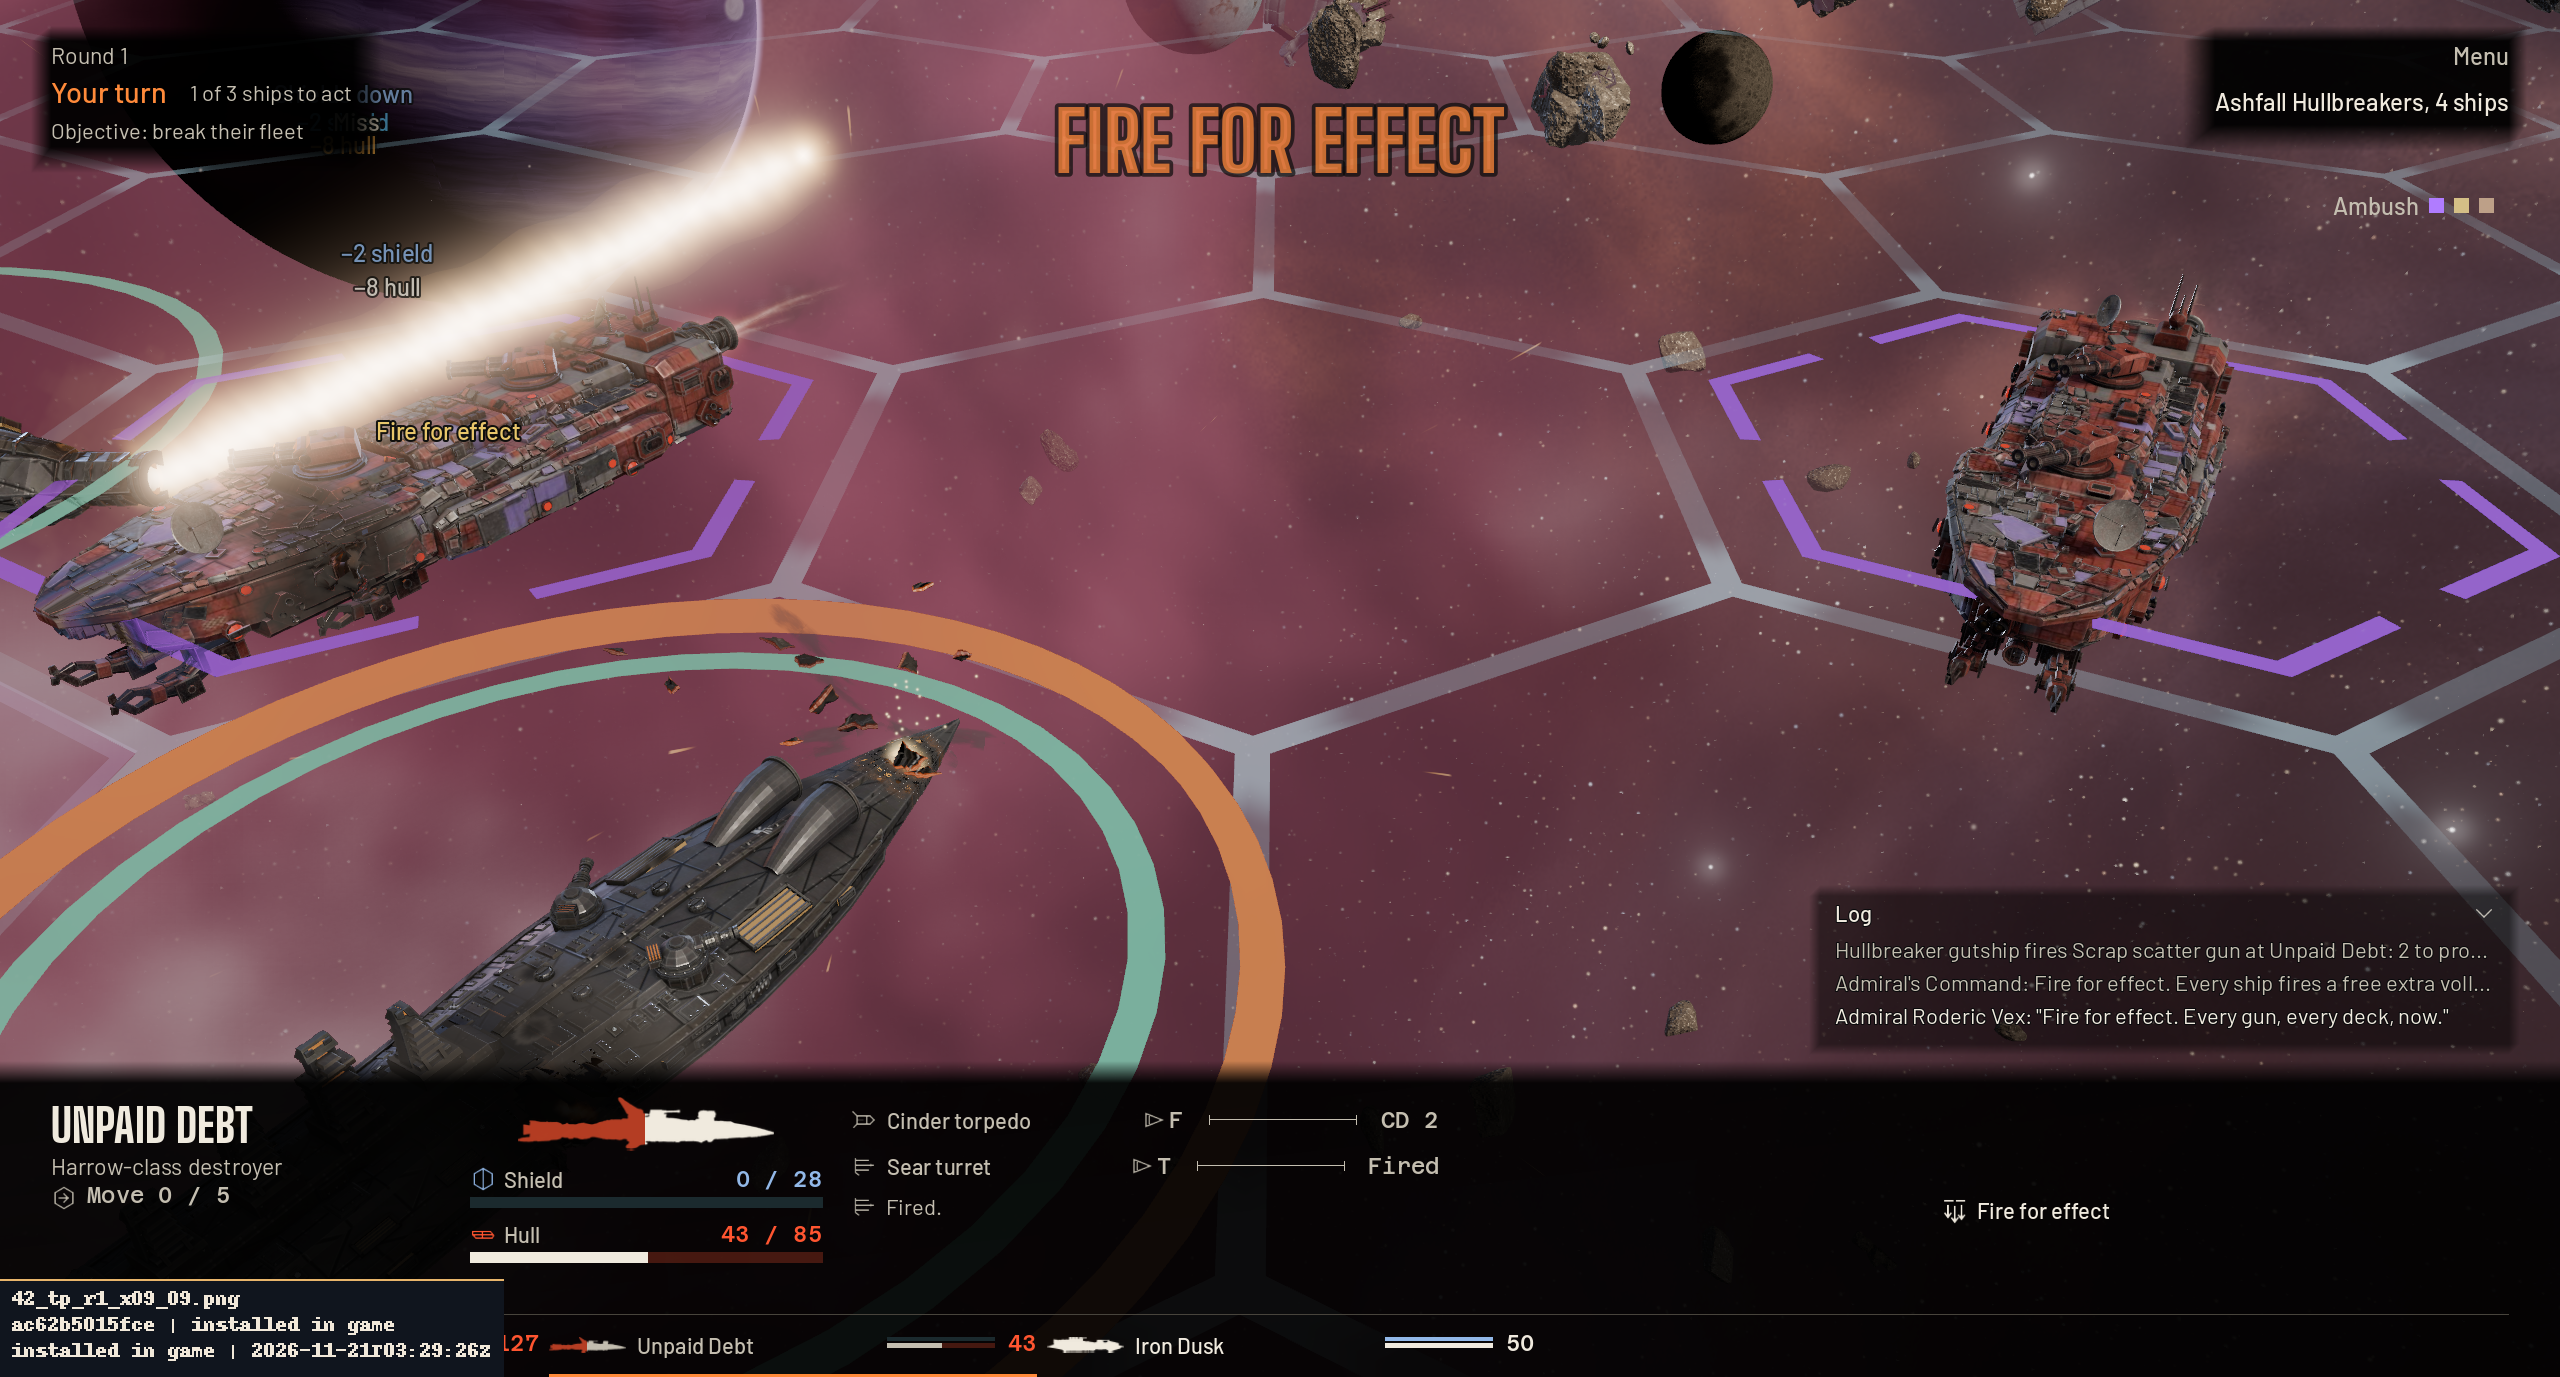 Round 1
Your turn 1 of 3 ships to act down
Objective: break their fleet
-8 hull
FIRE FOR EFFECT
Menu
Ashfall Hullbreakers, 4 ships
Ambush
−2 shield
−8 hull
Fire for effect
Log
Hullbreaker gutship fires Scrap scatter gun at Unpaid Debt: 2 to pro...
Admiral's Command: Fire for effect. Every ship fires a free extra voll...
Admiral Roderic Vex: "Fire for effect. Every gun, every deck, now."
UNPAID DEBT
Harrow-class destroyer
Move 0 / 5
Shield 0 / 28
Hull 43 / 85
Cinder torpedo F CD 2
Sear turret T Fired
Fired.
Fire for effect
42_tp_r1_x09_09.png
ac62b5015fce | installed in game
installed in game | 2026-11-21T03:29:26Z
127 Unpaid Debt 43 Iron Dusk 50